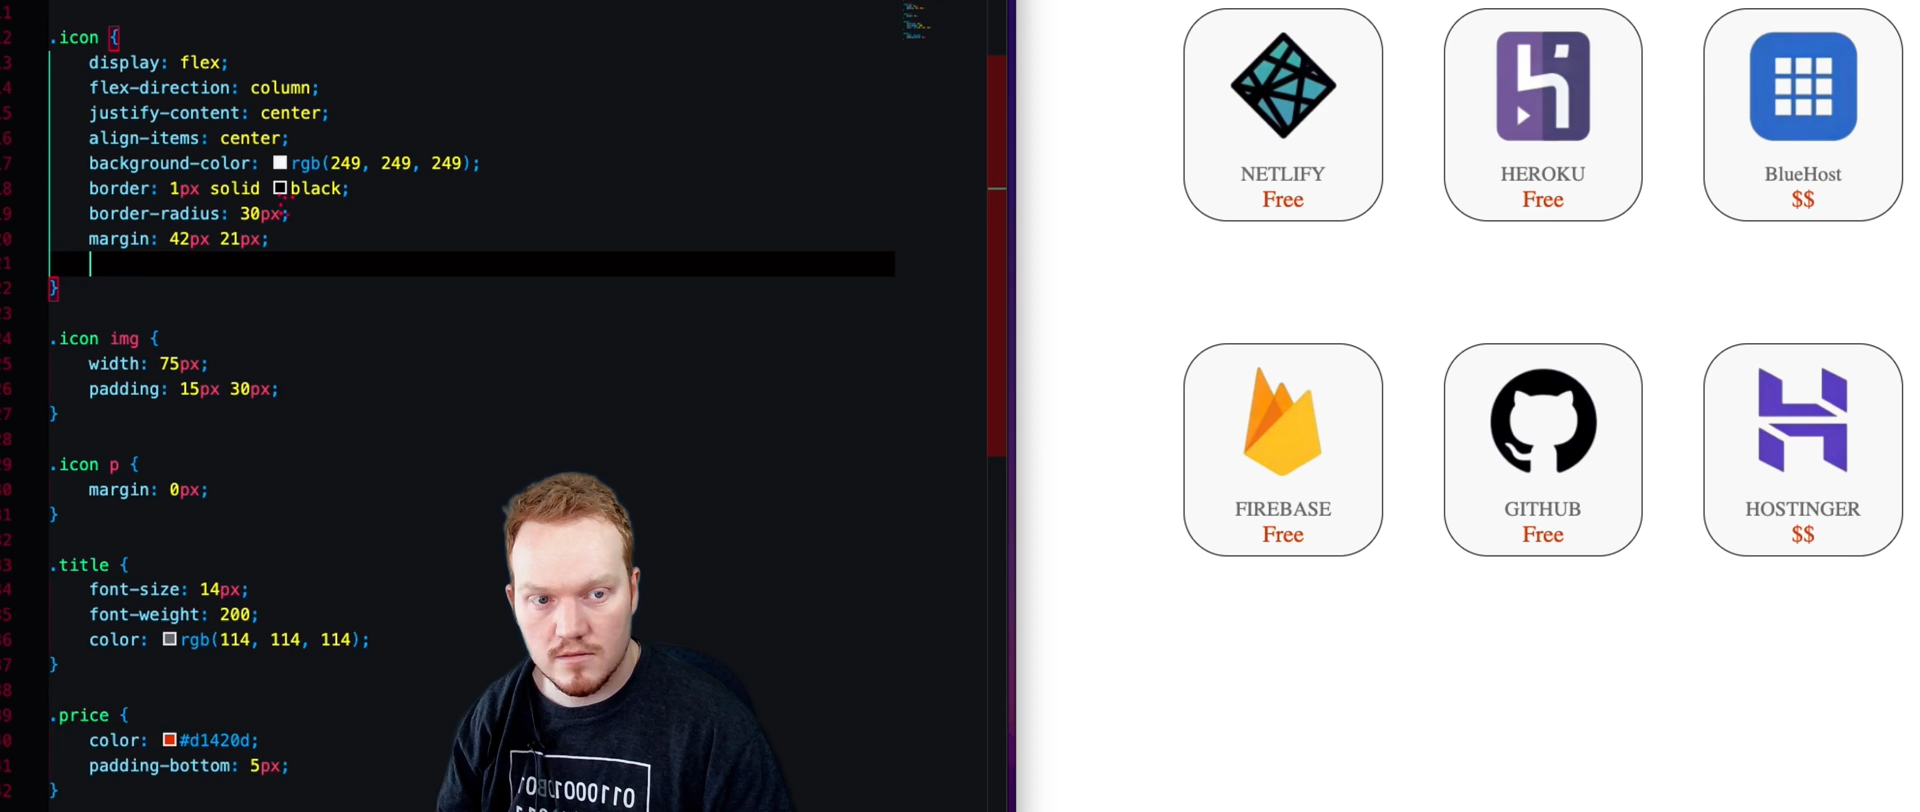 .icon {
display: flex;
flex-direction: column;
justify-content: center;
align-items: center;
background-color: rgb(249, 249, 249);
border: 1px solid black;
border-radius: 30px;
margin: 42px 21px;
}
.icon img {
width: 75px;
padding: 15px 30px;
}
.icon p {
margin: 0px;
}
.title {
font-size: 14px;
font-weight: 200;
color: rgb(114, 114, 114);
}
.price {
color: #d1420d;
padding-bottom: 5px;
}
NETLIFY
Free
HEROKU
Free
BlueHost
$$
FIREBASE
Free
GITHUB
Free
HOSTINGER
$$